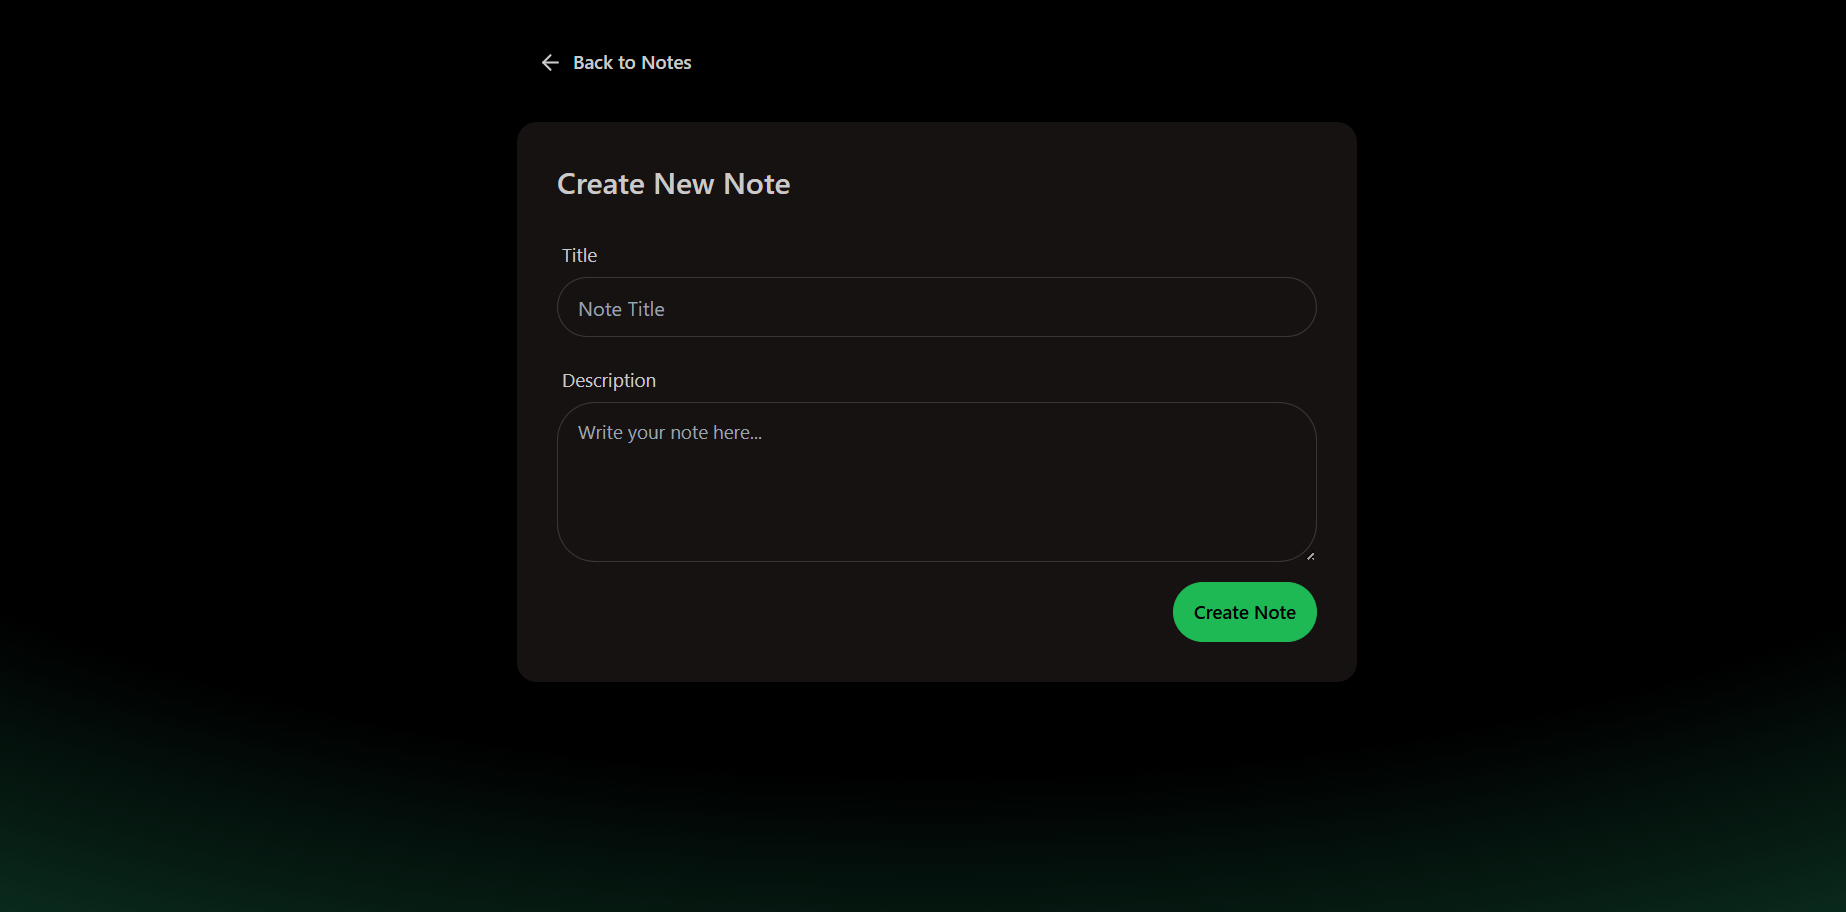 Back to Notes
Create New Note
Title
Note Title
Description
Write your note here...
Create Note